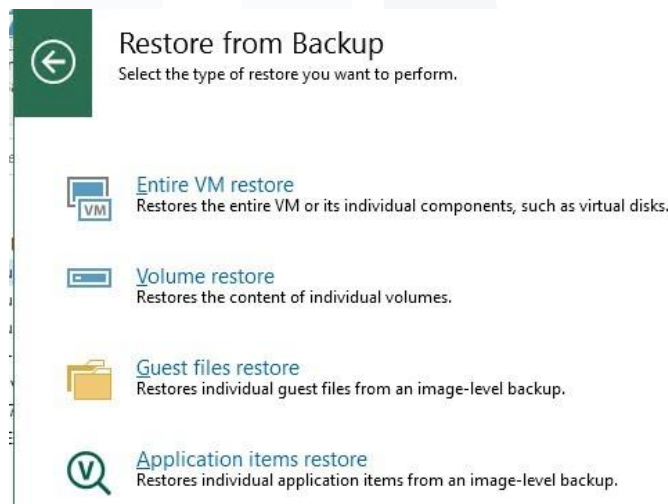 Restore from Backup
Select the type of restore you want to perform.
Entire VM restore
Restores the entire VM or its individual components, such as virtual disks.
VM
Volume restore
Restores the content of individual volumes.
Guest files restore
Restores individual guest files from an image-level backup.
Application items restore
Restores individual application items from an image-level backup.
V